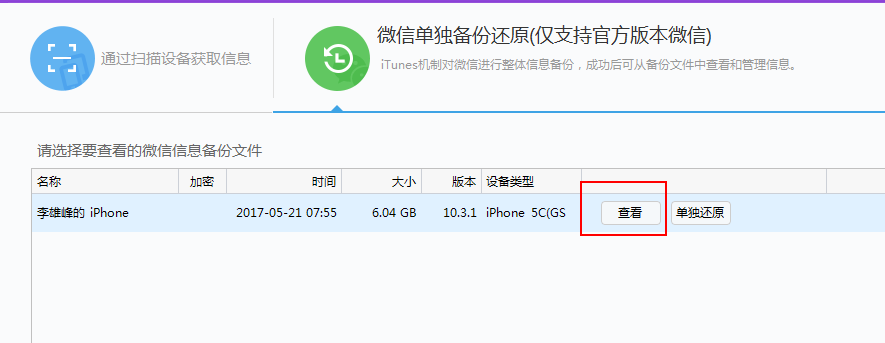 通过扫描设备获取信息
微信单独备份还原(仅支持官方版本微信)
iTunes机制对微信进行整体信息备份，成功后可从备份文件中查看和管理信息。
请选择要查看的微信信息备份文件
名称 加密 时间 大小 版本 设备类型
李雄峰的 iPhone 2017-05-21 07:55 6.04 GB 10.3.1 iPhone 5C(GS 查看 单独还原